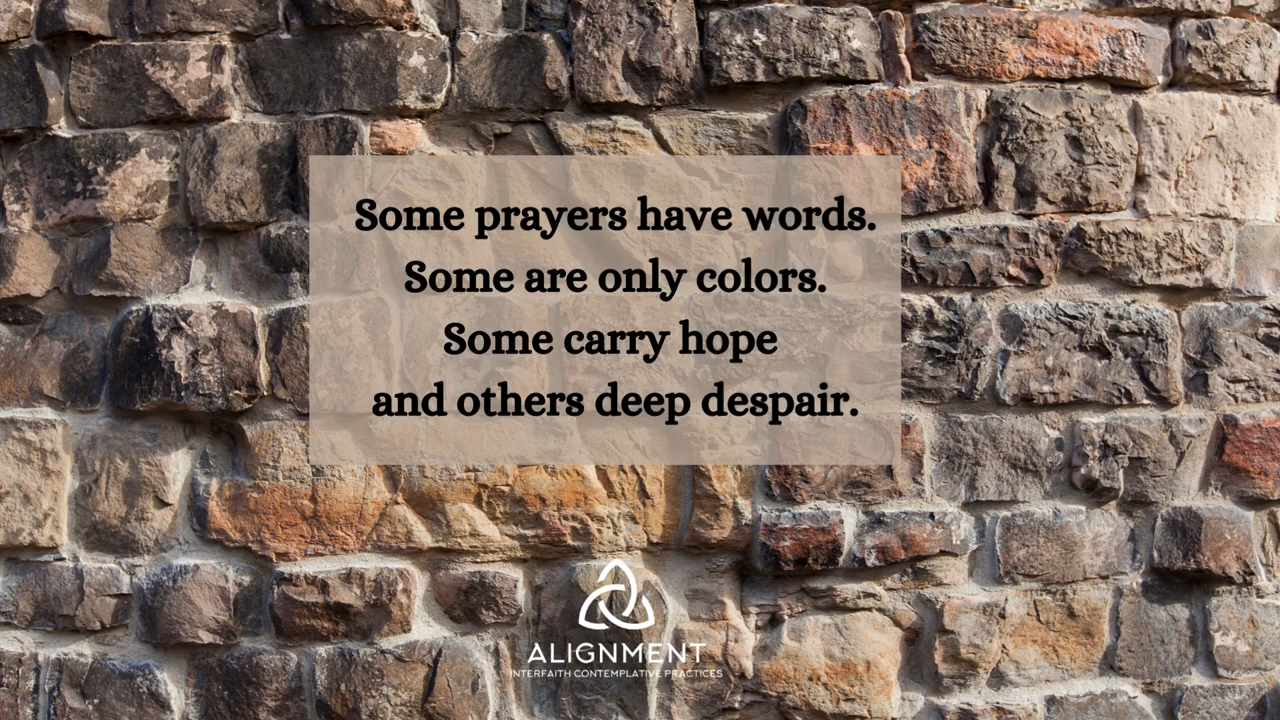 Some prayers have words.
Some are only colors.
Some carry hope
and others deep despair.
ALIGNMENT
INTERFAITH CONTEMPLATIVE PRACTICES